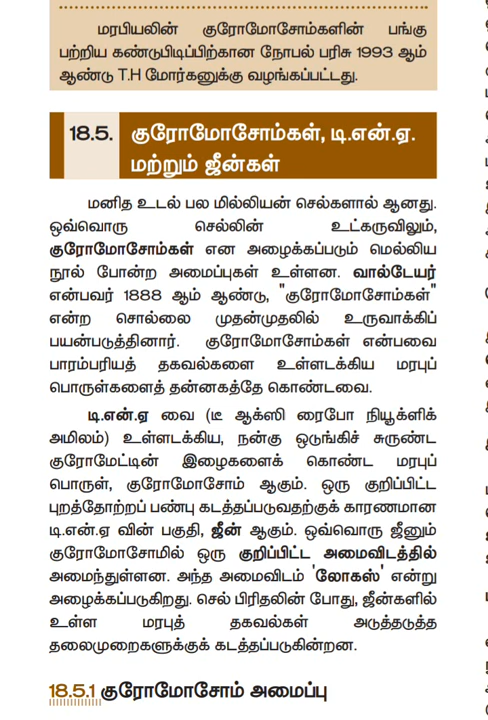 மரபியலின் குரோமோசோம்களின் பங்கு
பற்றிய கண்டுபிடிப்பிற்கான நோபல் பரிசு 1993 ஆம்
ஆண்டு T.H மோர்கனுக்கு வழங்கப்பட்டது.
18.5. குரோமோசோம்கள், டி.என்.ஏ.
மற்றும் ஜீன்கள்
மனித உடல் பல மில்லியன் செல்களால் ஆனது.
ஒவ்வொரு செல்லின் உட்கருவிலும்,
குரோமோசோம்கள் என அழைக்கப்படும் மெல்லிய
நூல் போன்ற அமைப்புகள் உள்ளன. வால்டேயர்
என்பவர் 1888 ஆம் ஆண்டு, "குரோமோசோம்கள்"
என்ற சொல்லை முதன்முதலில் உருவாக்கிப்
பயன்படுத்தினார். குரோமோசோம்கள் என்பவை
பாரம்பரியத் தகவல்களை உள்ளடக்கிய மரபுப்
பொருள்களைத் தன்னகத்தே கொண்டவை.
டி.என்.ஏ வை (டீ ஆக்ஸி ரைபோ நியூக்ளிக்
அமிலம்) உள்ளடக்கிய, நன்கு ஒடுங்கிச் சுருண்ட
குரோமேட்டின் இழைகளைக் கொண்ட மரபுப்
பொருள், குரோமோசோம் ஆகும். ஒரு குறிப்பிட்ட
புறத்தோற்றப் பண்பு கடத்தப்படுவதற்குக் காரணமான
டி.என்.ஏ வின் பகுதி, ஜீன் ஆகும். ஒவ்வொரு ஜீனும்
குரோமோசோமில் ஒரு குறிப்பிட்ட அமைவிடத்தில்
அமைந்துள்ளன. அந்த அமைவிடம் 'லோகஸ்' என்று
அழைக்கப்படுகிறது. செல் பிரிதலின் போது, ஜீன்களில்
உள்ள மரபுத் தகவல்கள் அடுத்தடுத்த
தலைமுறைகளுக்குக் கடத்தப்படுகின்றன.
18.5.1 குரோமோசோம் அமைப்பு